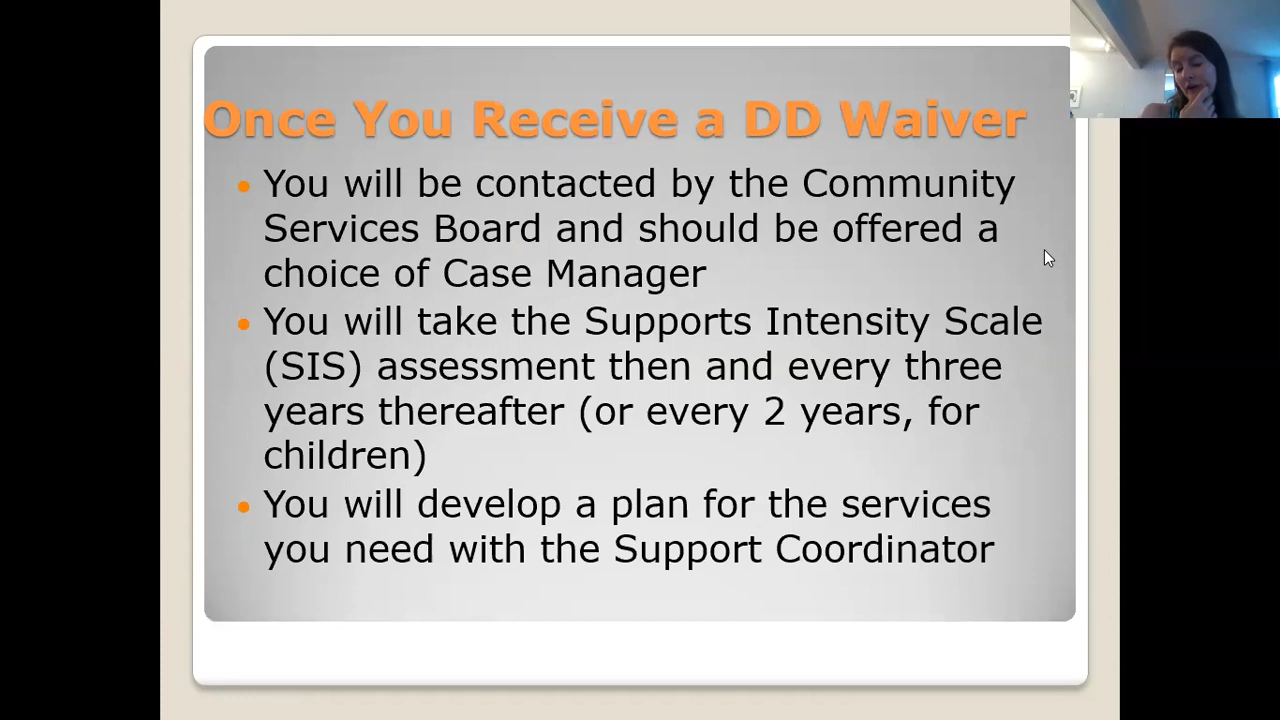 Once You Receive a DD Waiver
• You will be contacted by the Community
Services Board and should be offered a
choice of Case Manager
• You will take the Supports Intensity Scale
(SIS) assessment then and every three
years thereafter (or every 2 years, for
children)
• You will develop a plan for the services
you need with the Support Coordinator